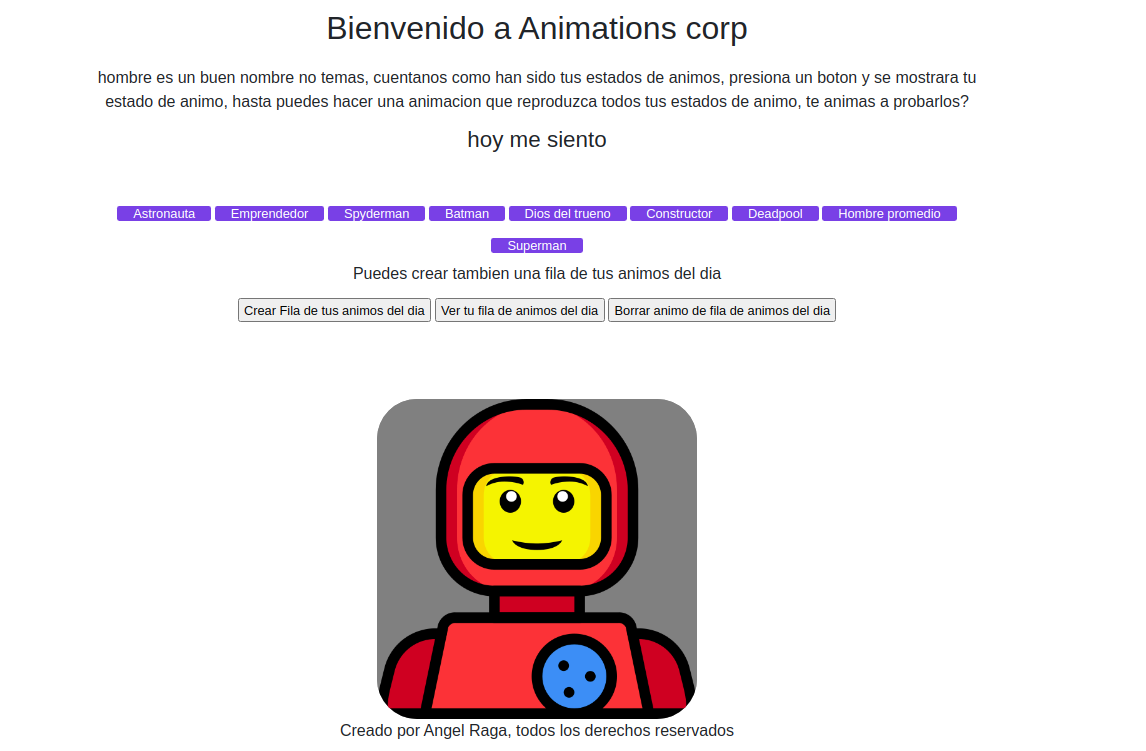 Bienvenido a Animations corp
hombre es un buen nombre no temas, cuentanos como han sido tus estados de animos, presiona un boton y se mostrara tu
estado de animo, hasta puedes hacer una animacion que reproduzca todos tus estados de animo, te animas a probarlos?
hoy me siento
Astronauta Emprendedor Spyderman Batman Dios del trueno Constructor Deadpool Hombre promedio
Superman
Puedes crear tambien una fila de tus animos del dia
Crear Fila de tus animos del dia Ver tu fila de animos del dia Borrar animo de fila de animos del dia
Creado por Angel Raga, todos los derechos reservados